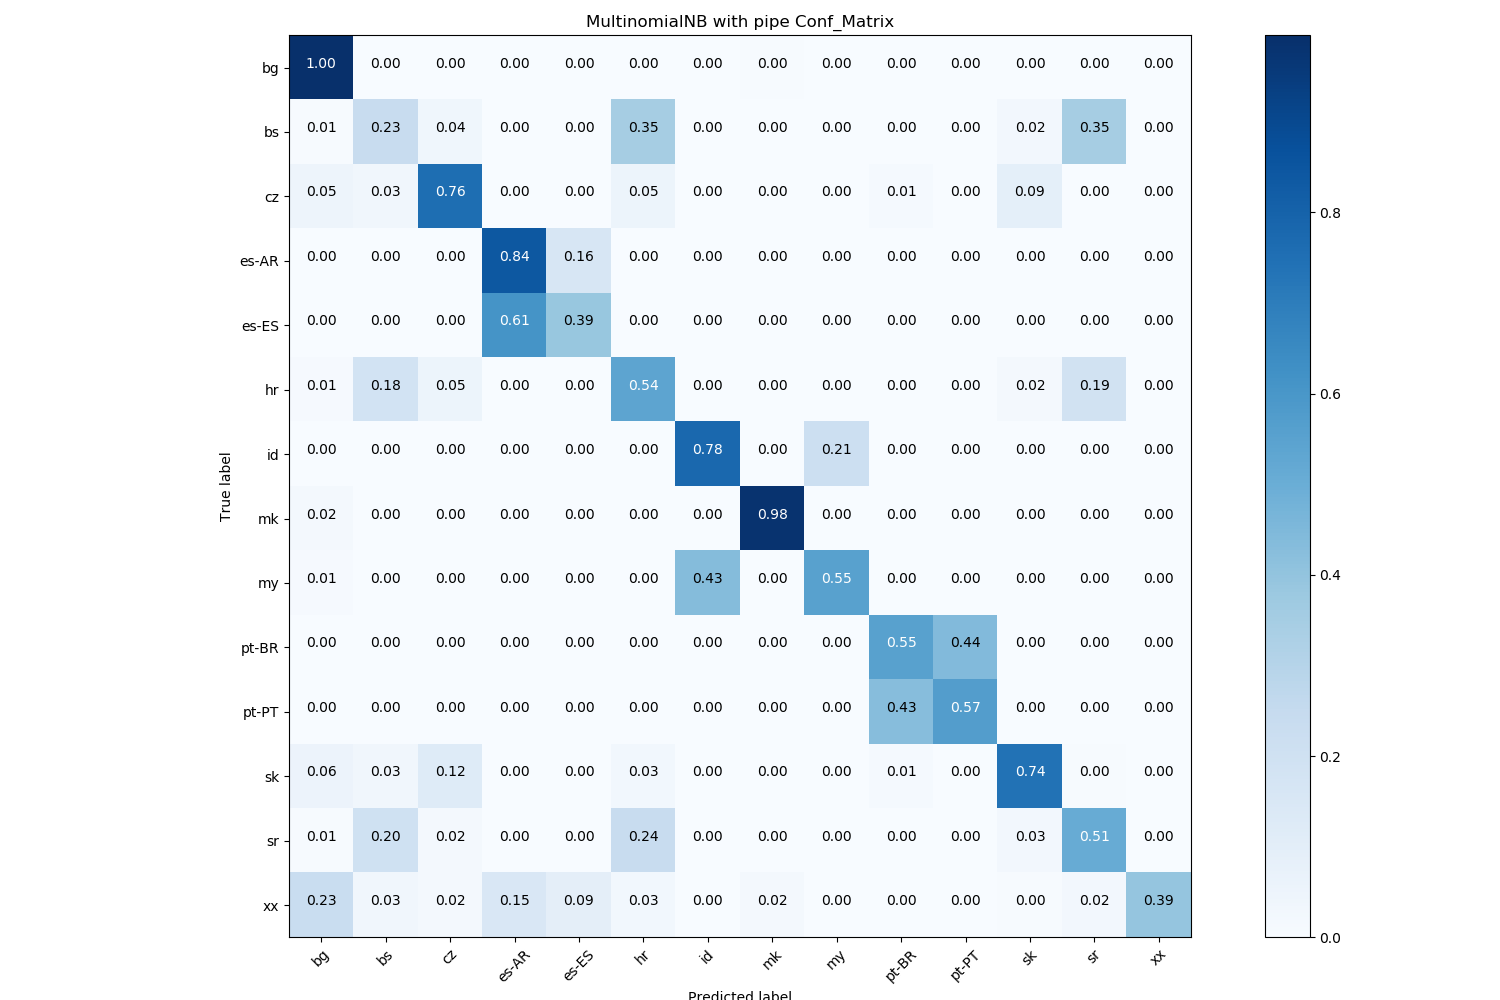 MultinomialNB with pipe Conf_Matrix
bg 1.00 0.00 0.00 0.00 0.00 0.00 0.00 0.00 0.00 0.00 0.00 0.00 0.00 0.00
bs 0.01 0.23 0.04 0.00 0.00 0.35 0.00 0.00 0.00 0.00 0.00 0.02 0.35 0.00
cz 0.05 0.03 0.76 0.00 0.00 0.05 0.00 0.00 0.00 0.01 0.00 0.09 0.00 0.00
es-AR 0.00 0.00 0.00 0.84 0.16 0.00 0.00 0.00 0.00 0.00 0.00 0.00 0.00 0.00
es-ES 0.00 0.00 0.00 0.61 0.39 0.00 0.00 0.00 0.00 0.00 0.00 0.00 0.00 0.00
hr 0.01 0.18 0.05 0.00 0.00 0.54 0.00 0.00 0.00 0.00 0.00 0.02 0.19 0.00
id 0.00 0.00 0.00 0.00 0.00 0.00 0.78 0.00 0.21 0.00 0.00 0.00 0.00 0.00
mk 0.02 0.00 0.00 0.00 0.00 0.00 0.00 0.98 0.00 0.00 0.00 0.00 0.00 0.00
my 0.01 0.00 0.00 0.00 0.00 0.00 0.43 0.00 0.55 0.00 0.00 0.00 0.00 0.00
pt-BR 0.00 0.00 0.00 0.00 0.00 0.00 0.00 0.00 0.00 0.55 0.44 0.00 0.00 0.00
pt-PT 0.00 0.00 0.00 0.00 0.00 0.00 0.00 0.00 0.00 0.43 0.57 0.00 0.00 0.00
sk 0.06 0.03 0.12 0.00 0.00 0.03 0.00 0.00 0.00 0.01 0.00 0.74 0.00 0.00
sr 0.01 0.20 0.02 0.00 0.00 0.24 0.00 0.00 0.00 0.00 0.00 0.03 0.51 0.00
xx 0.23 0.03 0.02 0.15 0.09 0.03 0.00 0.02 0.00 0.00 0.00 0.00 0.02 0.39
bg bs cz es-AR es-ES hr id mk my pt-BR pt-PT sk sr xx
True label
Predicted label
0.8
0.6
0.4
0.2
0.0